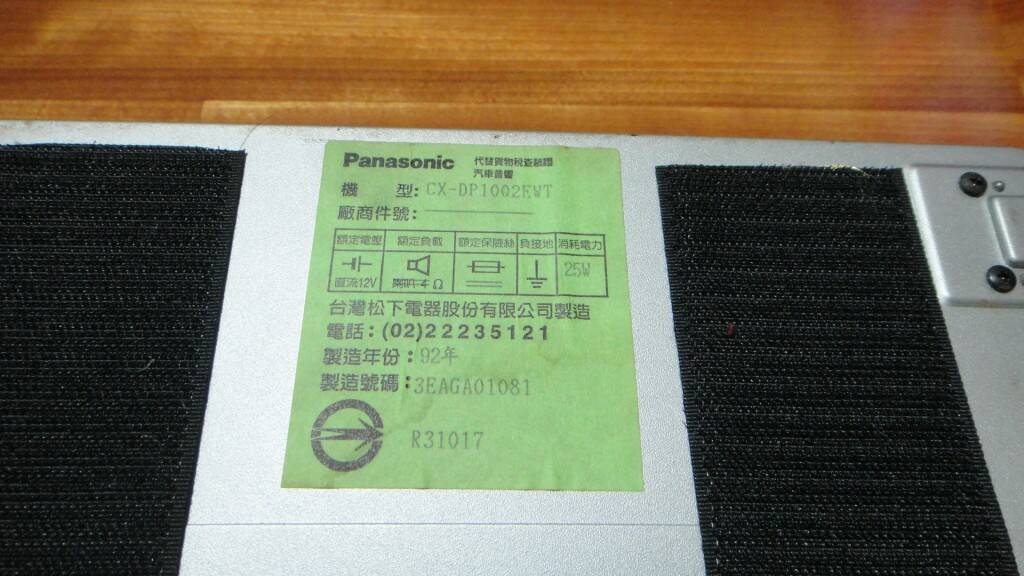 Panasonic 代替貨物稅查驗證
汽車音響
機 型: CX-DP1002EWT
廠商件號:
額定電壓 額定負載 額定保險絲 負接地 消耗電力
直流12V 喇叭 4 Ω 25W
台灣松下電器股份有限公司製造
電話:(02)22235121
製造年份:92年
製造號碼:3EAGA01081
R31017